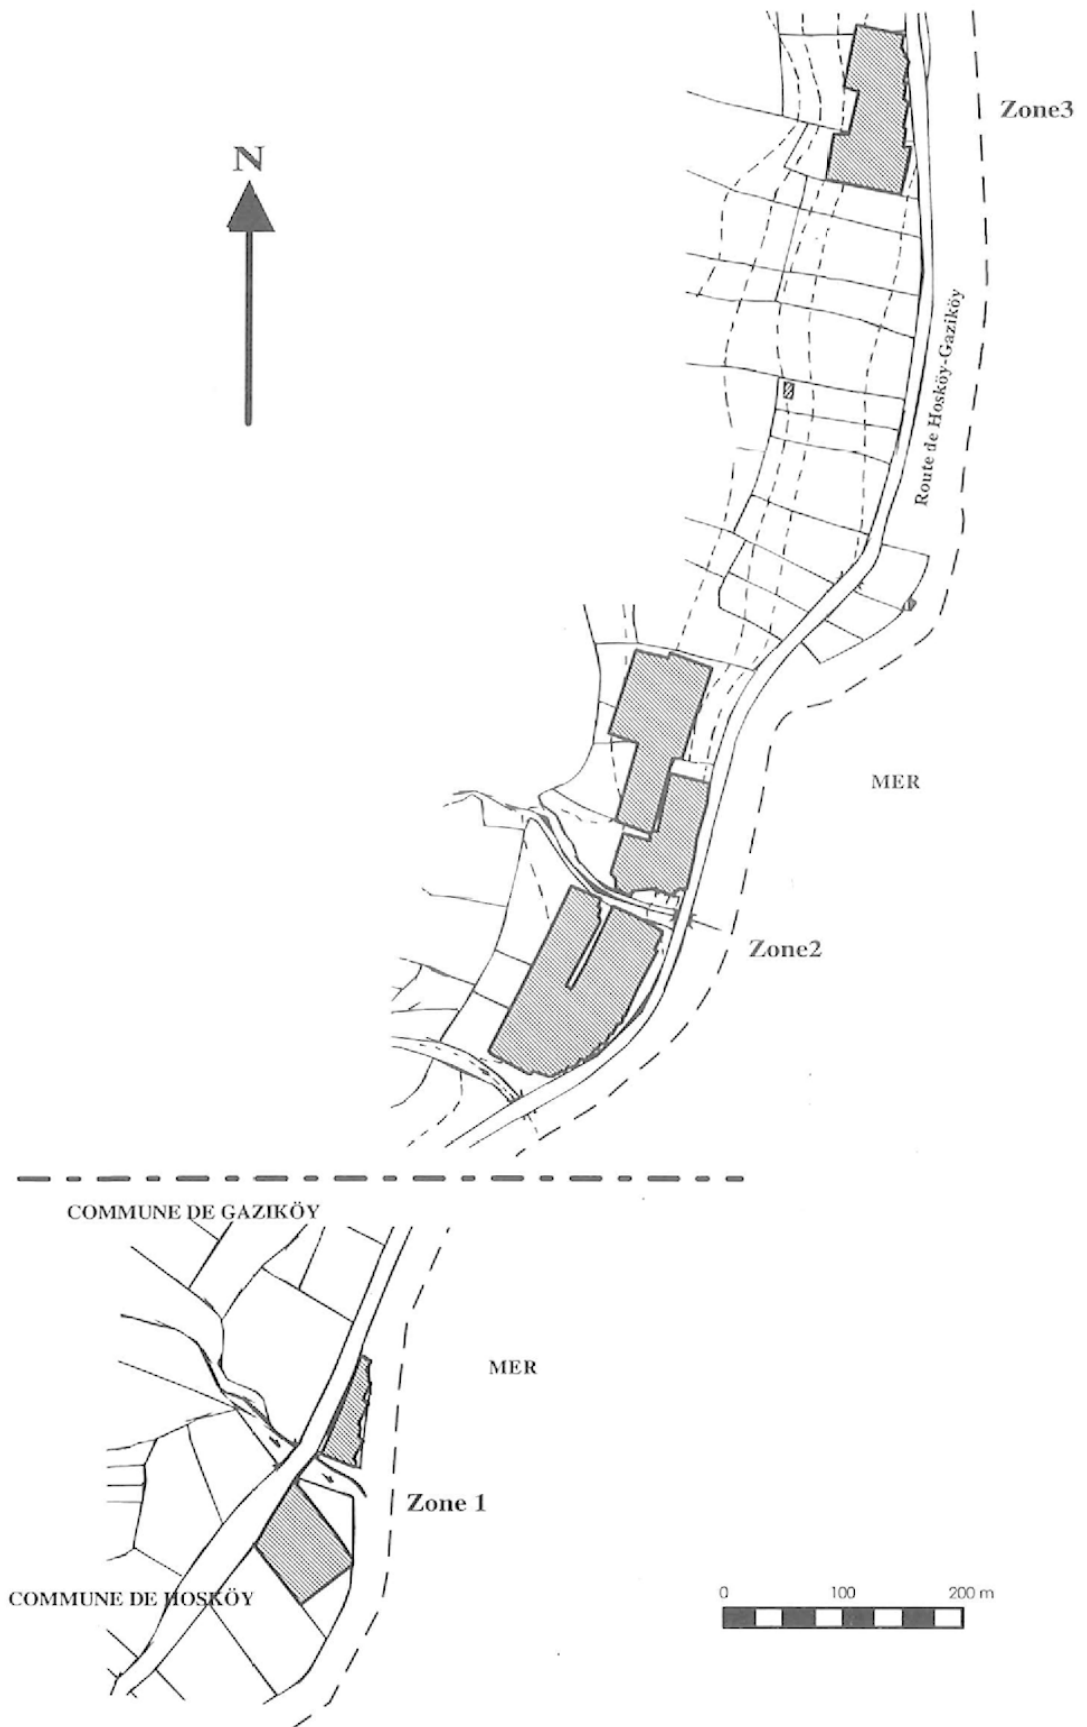 Zone3
N
Route de Hosköy-Gaziköy
MER
Zone2
COMMUNE DE GAZIKÖY
MER
Zone 1
COMMUNE DE HOSKÖY
0 100 200 m